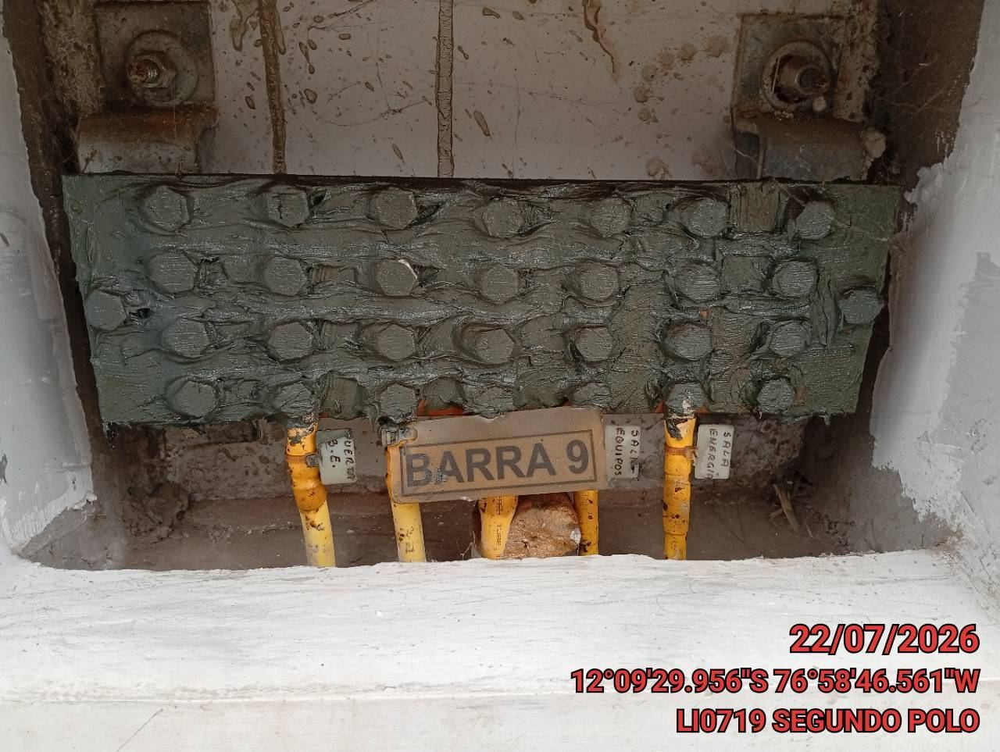 B.E.
BARRA 9
SALA
EQUIPOS
SALA
ENERGIA
22/07/2026
12°09'29.956"S 76°58'46.561"W
LI0719 SEGUNDO POLO